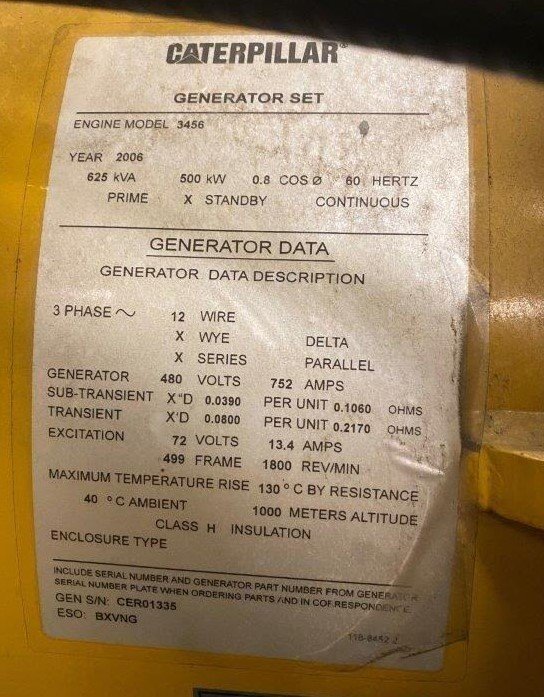 CATERPILLAR®
GENERATOR SET
ENGINE MODEL 3456
YEAR 2006
625 kVA 500 kW 0.8 COS Ø 60 HERTZ
PRIME X STANDBY CONTINUOUS
GENERATOR DATA
GENERATOR DATA DESCRIPTION
3 PHASE ~ 12 WIRE
X WYE DELTA
X SERIES PARALLEL
GENERATOR 480 VOLTS 752 AMPS
SUB-TRANSIENT X"D 0.0390 PER UNIT 0.1060 OHMS
TRANSIENT X'D 0.0800 PER UNIT 0.2170 OHMS
EXCITATION 72 VOLTS 13.4 AMPS
499 FRAME 1800 REV/MIN
MAXIMUM TEMPERATURE RISE 130 °C BY RESISTANCE
40 °C AMBIENT 1000 METERS ALTITUDE
CLASS H INSULATION
ENCLOSURE TYPE
INCLUDE SERIAL NUMBER AND GENERATOR PART NUMBER FROM GENERATOR
SERIAL NUMBER PLATE WHEN ORDERING PARTS AND IN CORRESPONDENCE.
GEN S/N: CER01335
ESO: BXVNG